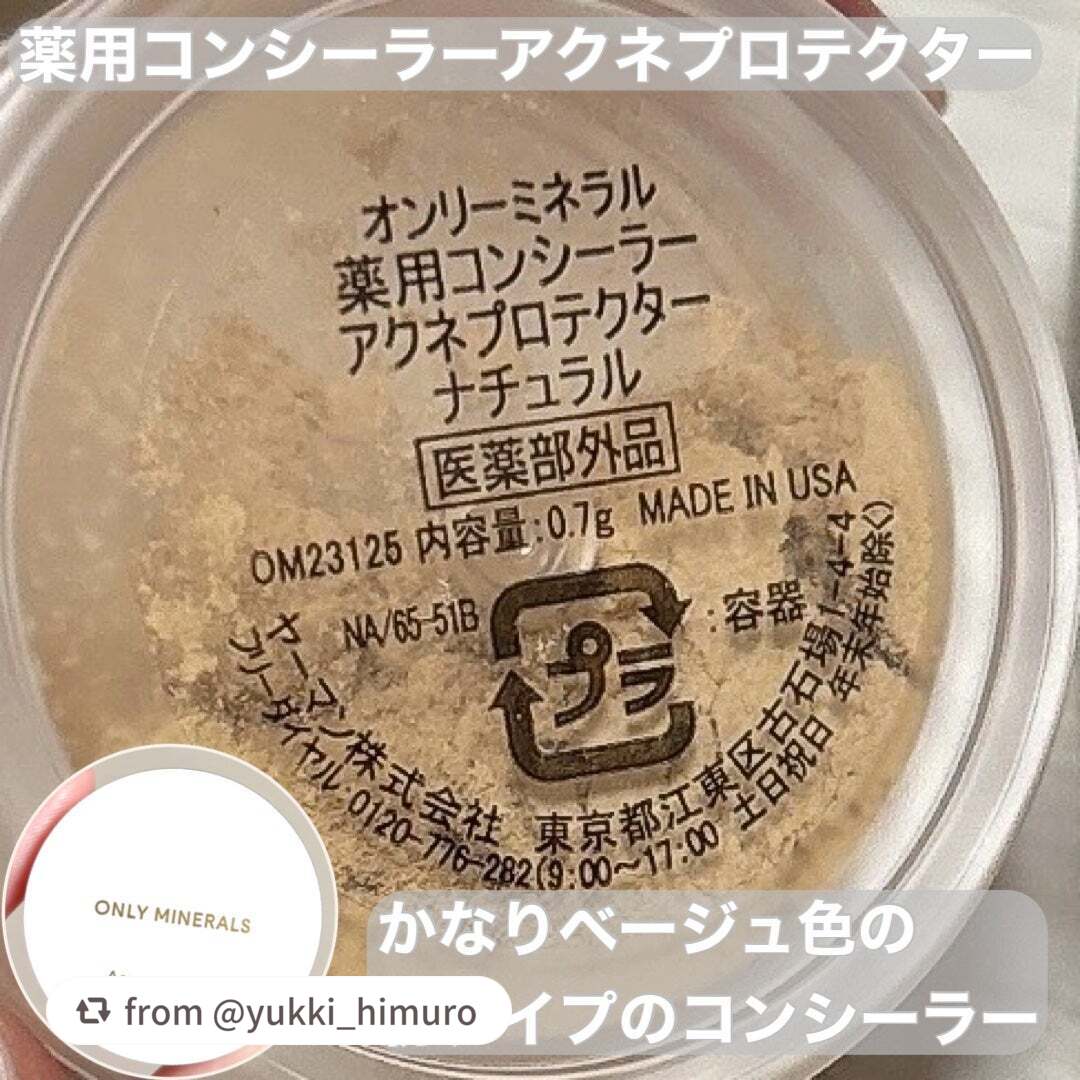 薬用コンシーラーアクネプロテクター
オンリーミネラル
薬用コンシーラー
アクネプロテクター
ナチュラル
医薬部外品
OM23125 内容量:0.7g MADE IN USA
NA/65-51B
プラ
:容器
ヤーマン株式会社 東京都江東区古石場1-4-4
フリーダイヤル 0120-776-282(9:00～17:00 土日祝日 年末年始除く)
ONLY MINERALS
かなりベージュ色の
イプのコンシーラー
from @yukki_himuro